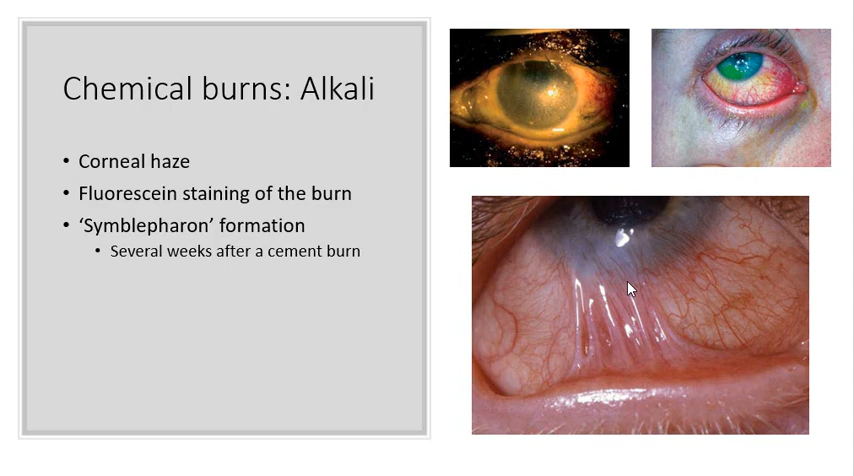 Chemical burns: Alkali
• Corneal haze
• Fluorescein staining of the burn
• ‘Symblepharon’ formation
• Several weeks after a cement burn